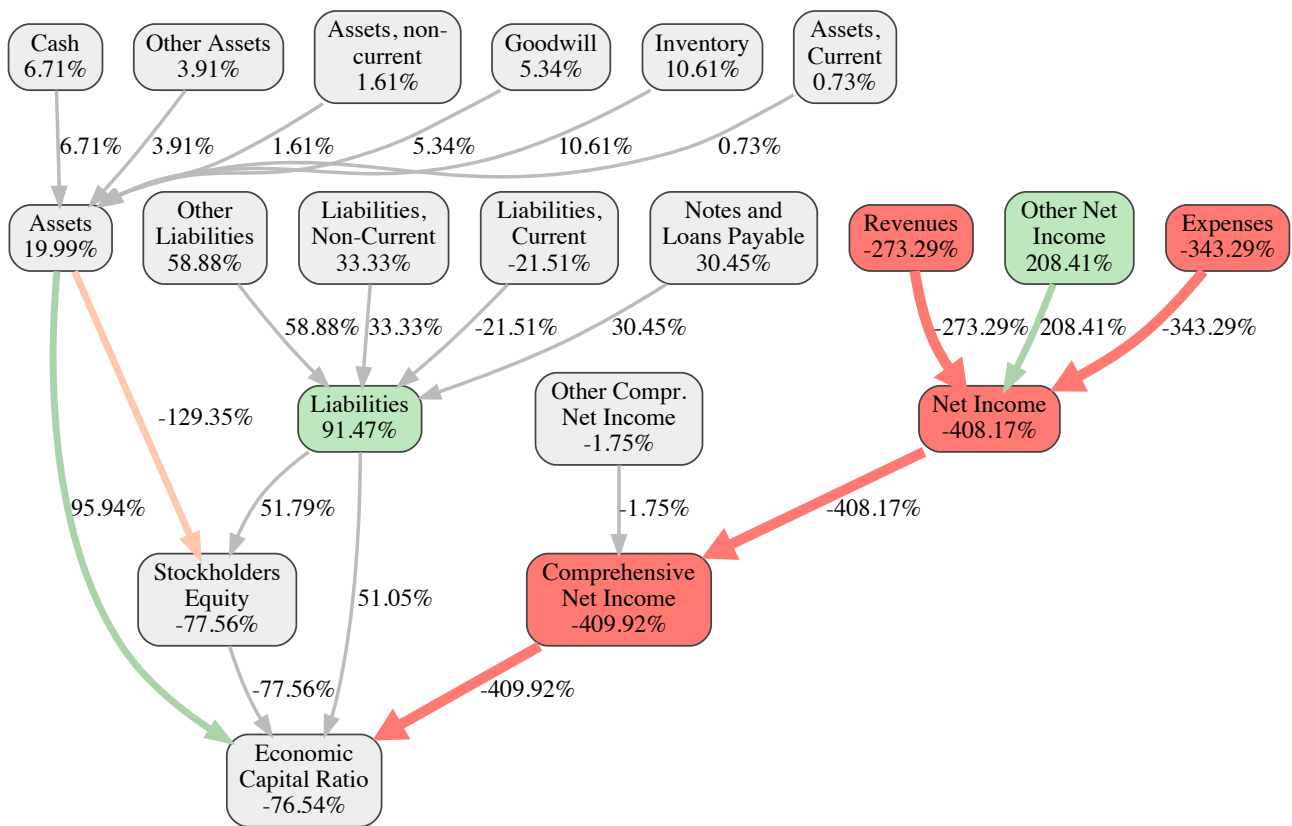 Cash
6.71%
Other Assets
3.91%
Assets, non-
current
1.61%
Goodwill
5.34%
Inventory
10.61%
Assets,
Current
0.73%
6.71%
3.91%
1.61%
5.34%
10.61%
0.73%
Assets
19.99%
Other
Liabilities
58.88%
Liabilities,
Non-Current
33.33%
Liabilities,
Current
-21.51%
Notes and
Loans Payable
30.45%
Revenues
-273.29%
Other Net
Income
208.41%
Expenses
-343.29%
58.88%
33.33%
-21.51%
30.45%
-273.29%
208.41%
-343.29%
-129.35%
Liabilities
91.47%
Other Compr.
Net Income
-1.75%
Net Income
-408.17%
95.94%
51.79%
-1.75%
-408.17%
Stockholders
Equity
-77.56%
51.05%
Comprehensive
Net Income
-409.92%
-77.56%
-409.92%
Economic
Capital Ratio
-76.54%